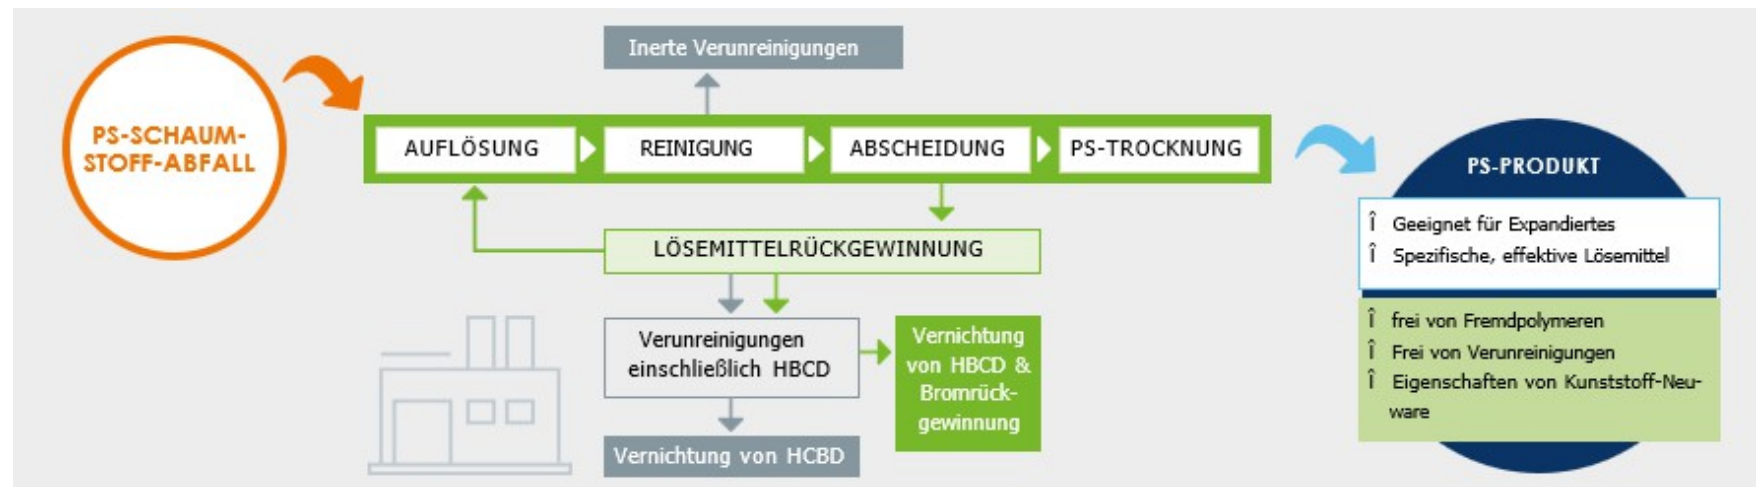 Inerte Verunreinigungen
PS-SCHAUM-
STOFF-ABFALL
AUFLÖSUNG
REINIGUNG
ABSCHEIDUNG
PS-TROCKNUNG
LÖSEMITTELRÜCKGEWINNUNG
Verunreinigungen
einschließlich HBCD
Vernichtung
von HBCD &
Bromrück-
gewinnung
Vernichtung von HCBD
PS-PRODUKT
Î Geeignet für Expandiertes
Î Spezifische, effektive Lösemittel
Î frei von Fremdpolymeren
Î Frei von Verunreinigungen
Î Eigenschaften von Kunststoff-Neu-
ware